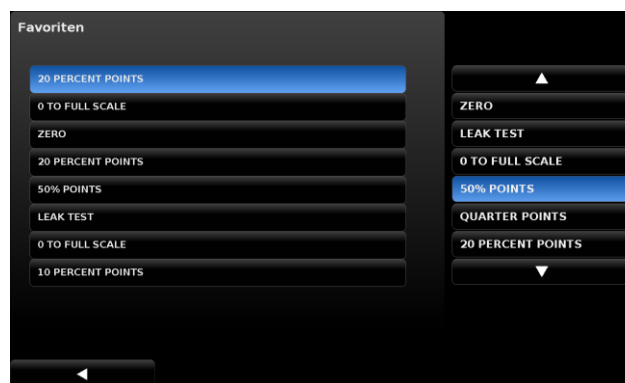 Favoriten
20 PERCENT POINTS
0 TO FULL SCALE
ZERO
20 PERCENT POINTS
50% POINTS
LEAK TEST
0 TO FULL SCALE
10 PERCENT POINTS
ZERO
LEAK TEST
0 TO FULL SCALE
50% POINTS
QUARTER POINTS
20 PERCENT POINTS